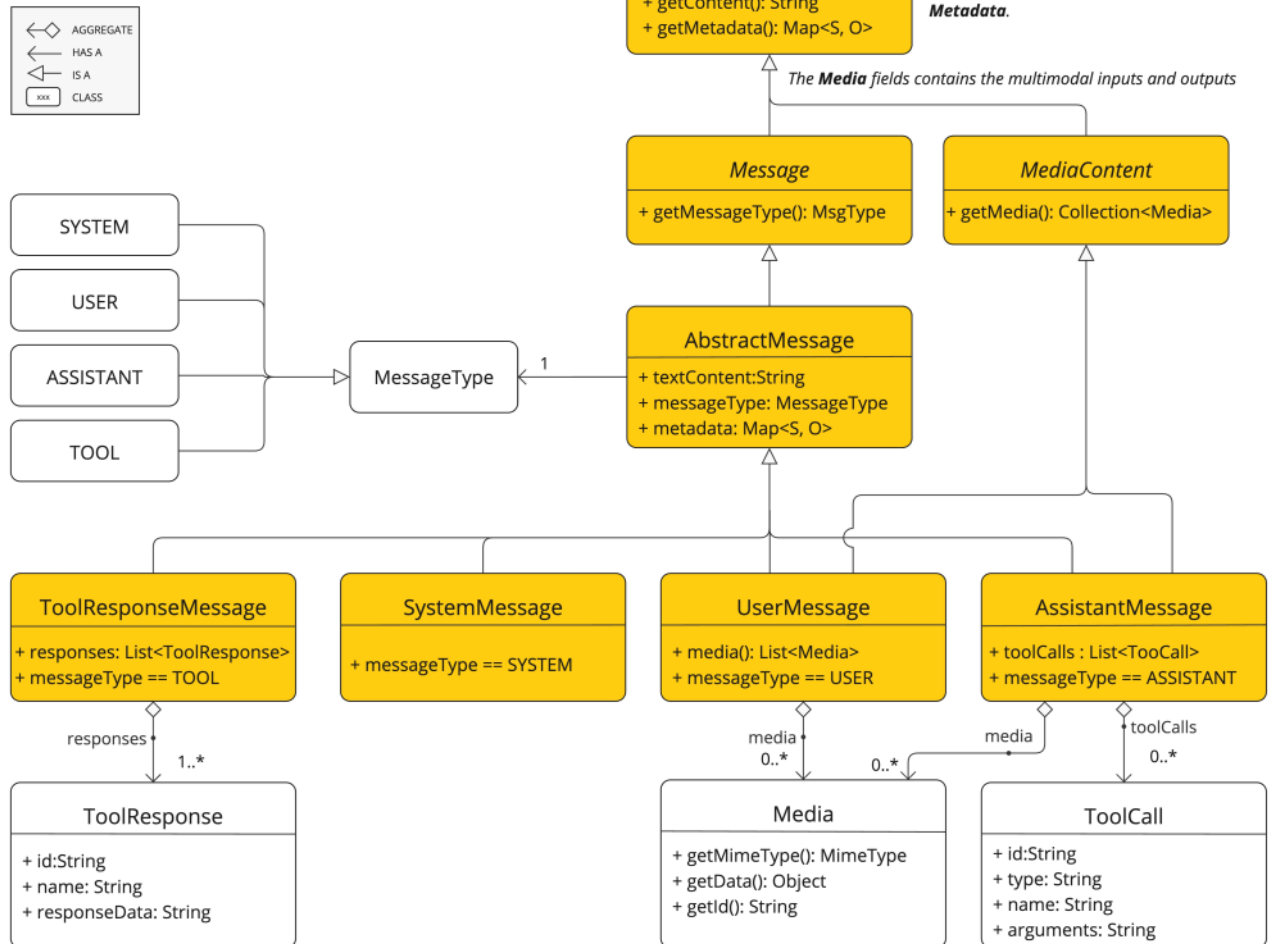 + getContent(): String
+ getMetadata(): Map<S, O>
Metadata.
AGGREGATE
HAS A
IS A
xxx CLASS
The Media fields contains the multimodal inputs and outputs
Message
+ getMessageType(): MsgType
MediaContent
+ getMedia(): Collection<Media>
SYSTEM
USER
ASSISTANT
TOOL
MessageType
1
AbstractMessage
+ textContent:String
+ messageType: MessageType
+ metadata: Map<S, O>
ToolResponseMessage
+ responses: List<ToolResponse>
+ messageType == TOOL
SystemMessage
+ messageType == SYSTEM
UserMessage
+ media(): List<Media>
+ messageType == USER
AssistantMessage
+ toolCalls : List<TooCall>
+ messageType == ASSISTANT
responses
1..*
media
0..*
media
0..*
toolCalls
0..*
ToolResponse
+ id:String
+ name: String
+ responseData: String
Media
+ getMimeType(): MimeType
+ getData(): Object
+ getId(): String
ToolCall
+ id:String
+ type: String
+ name: String
+ arguments: String